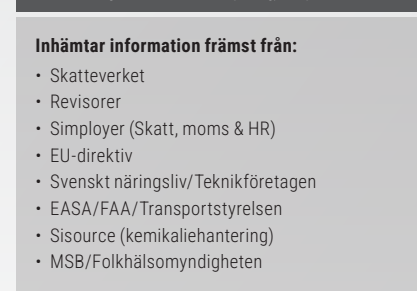 Inhämtar information främst från:
• Skatteverket
• Revisorer
• Simployer (Skatt, moms & HR)
• EU-direktiv
• Svenskt näringsliv/Teknikföretagen
• EASA/FAA/Transportstyrelsen
• Sisource (kemikaliehantering)
• MSB/Folkhälsomyndigheten